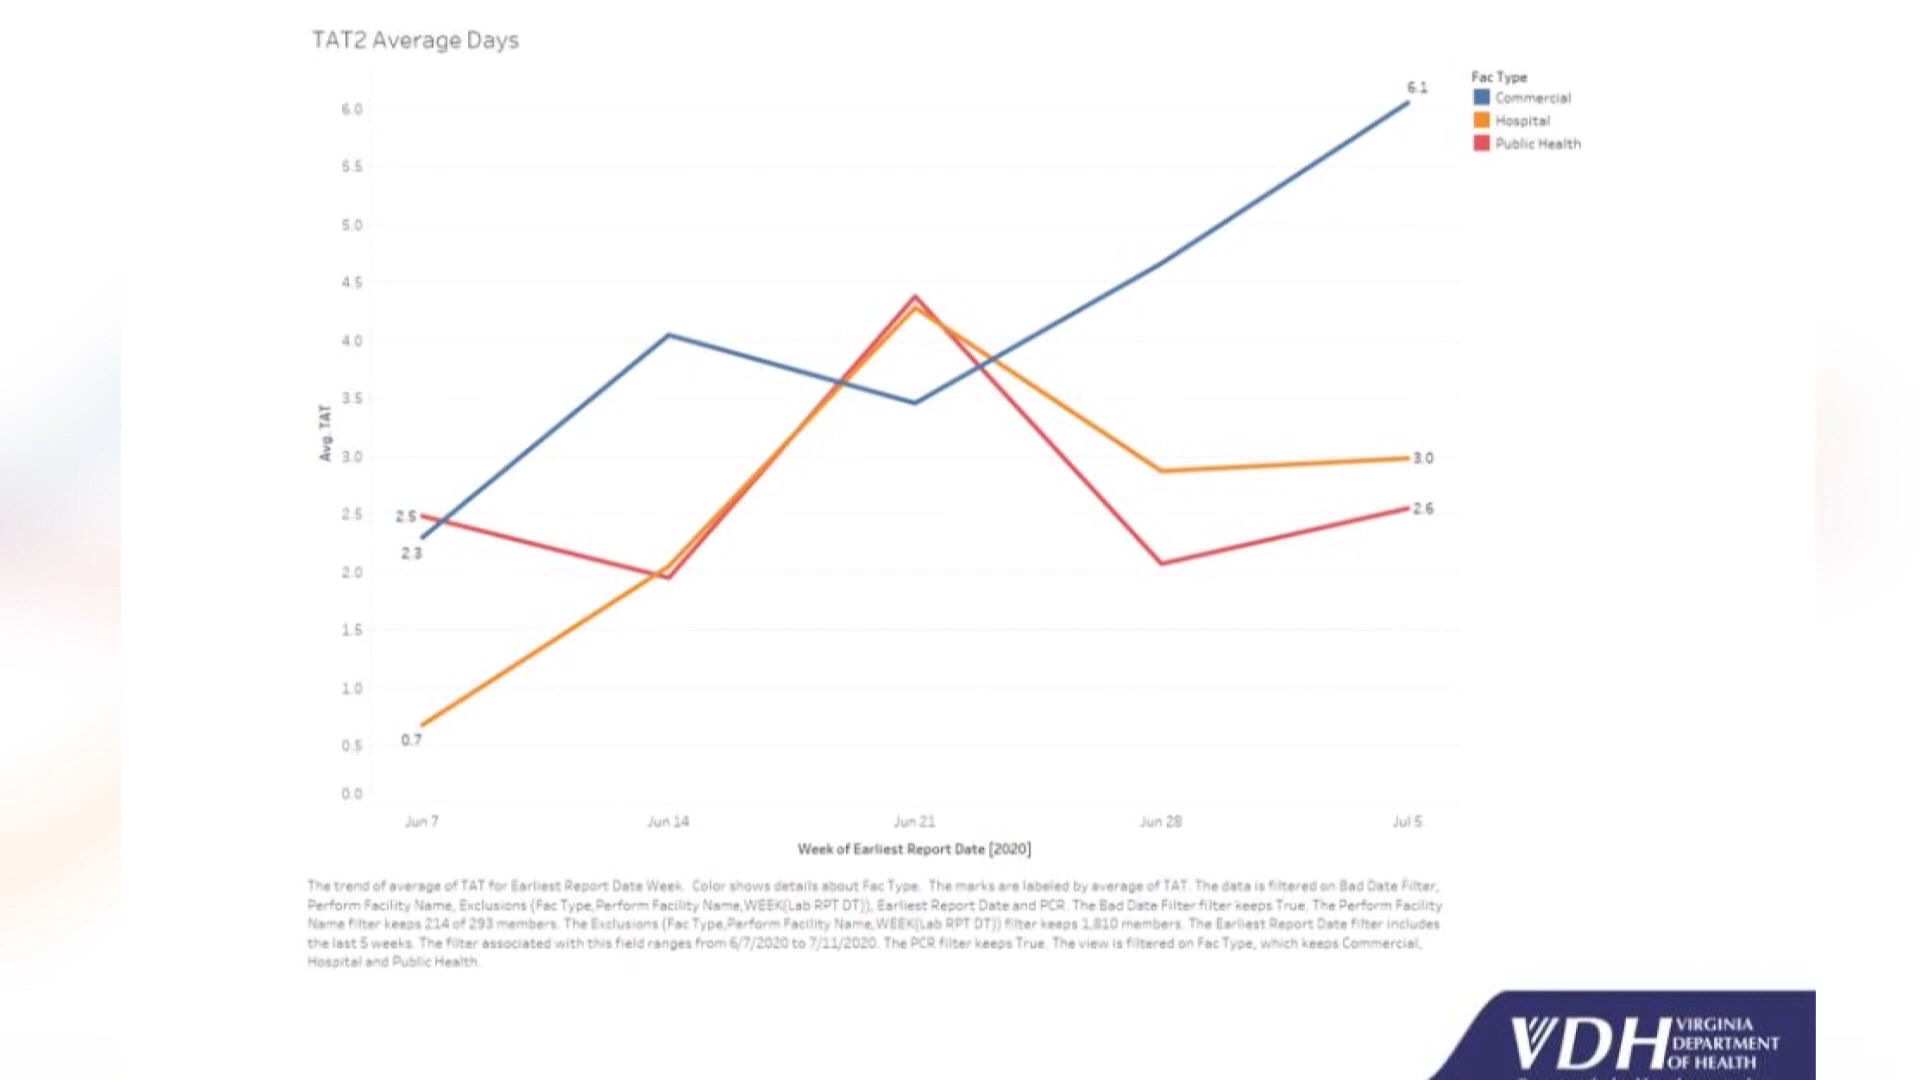 TAT2 Average Days
Fac Type
Commercial
Hospital
Public Health
6.1
6.0
5.5
5.0
4.5
4.0
3.5
3.0
2.5
2.0
1.5
1.0
0.5
0.0
Avg. TAT
2.5
2.3
0.7
3.0
2.6
Jun 7
Jun 14
Jun 21
Jun 28
Jul 5
Week of Earliest Report Date [2020]
The trend of average of TAT for Earliest Report Date Week. Color shows details about Fac Type. The marks are labeled by average of TAT. The data is filtered on Bad Date Filter,
Perform Facility Name, Exclusions (Fac Type,Perform Facility Name,WEEK(Lab RPT DT)), Earliest Report Date and PCR. The Bad Date Filter filter keeps True. The Perform Facility
Name filter keeps 214 of 293 members. The Exclusions (Fac Type,Perform Facility Name,WEEK(Lab RPT DT)) filter keeps 1,810 members. The Earliest Report Date filter includes
the last 5 weeks. The filter associated with this field ranges from 6/7/2020 to 7/11/2020. The PCR filter keeps True. The view is filtered on Fac Type, which keeps Commercial,
Hospital and Public Health.
VDH
VIRGINIA
DEPARTMENT
OF HEALTH